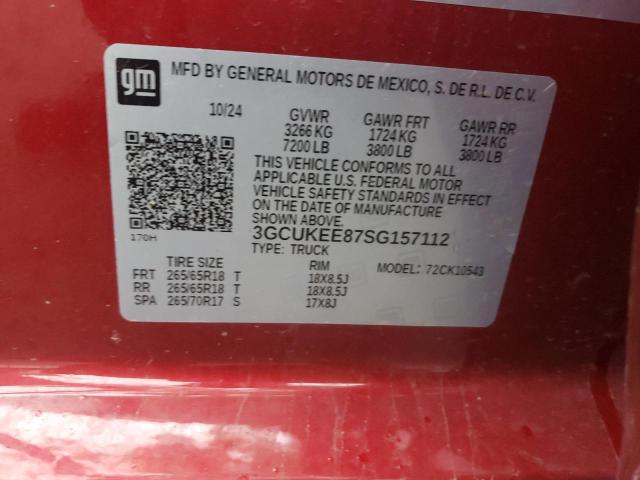 gm
MFD BY GENERAL MOTORS DE MEXICO, S. DE R.L. DE C.V.
10/24 GVWR GAWR FRT GAWR RR
3266 KG 1724 KG 1724 KG
7200 LB 3800 LB 3800 LB
THIS VEHICLE CONFORMS TO ALL
APPLICABLE U.S. FEDERAL MOTOR
VEHICLE SAFETY STANDARDS IN EFFECT
ON THE DATE OF MANUFACTURE
SHOWN ABOVE.
170H
3GCUKEE87SG157112
TYPE: TRUCK
TIRE SIZE RIM MODEL: 72CK10543
FRT 265/65R18 T 18X8.5J
RR 265/65R18 T 18X8.5J
SPA 265/70R17 S 17X8J